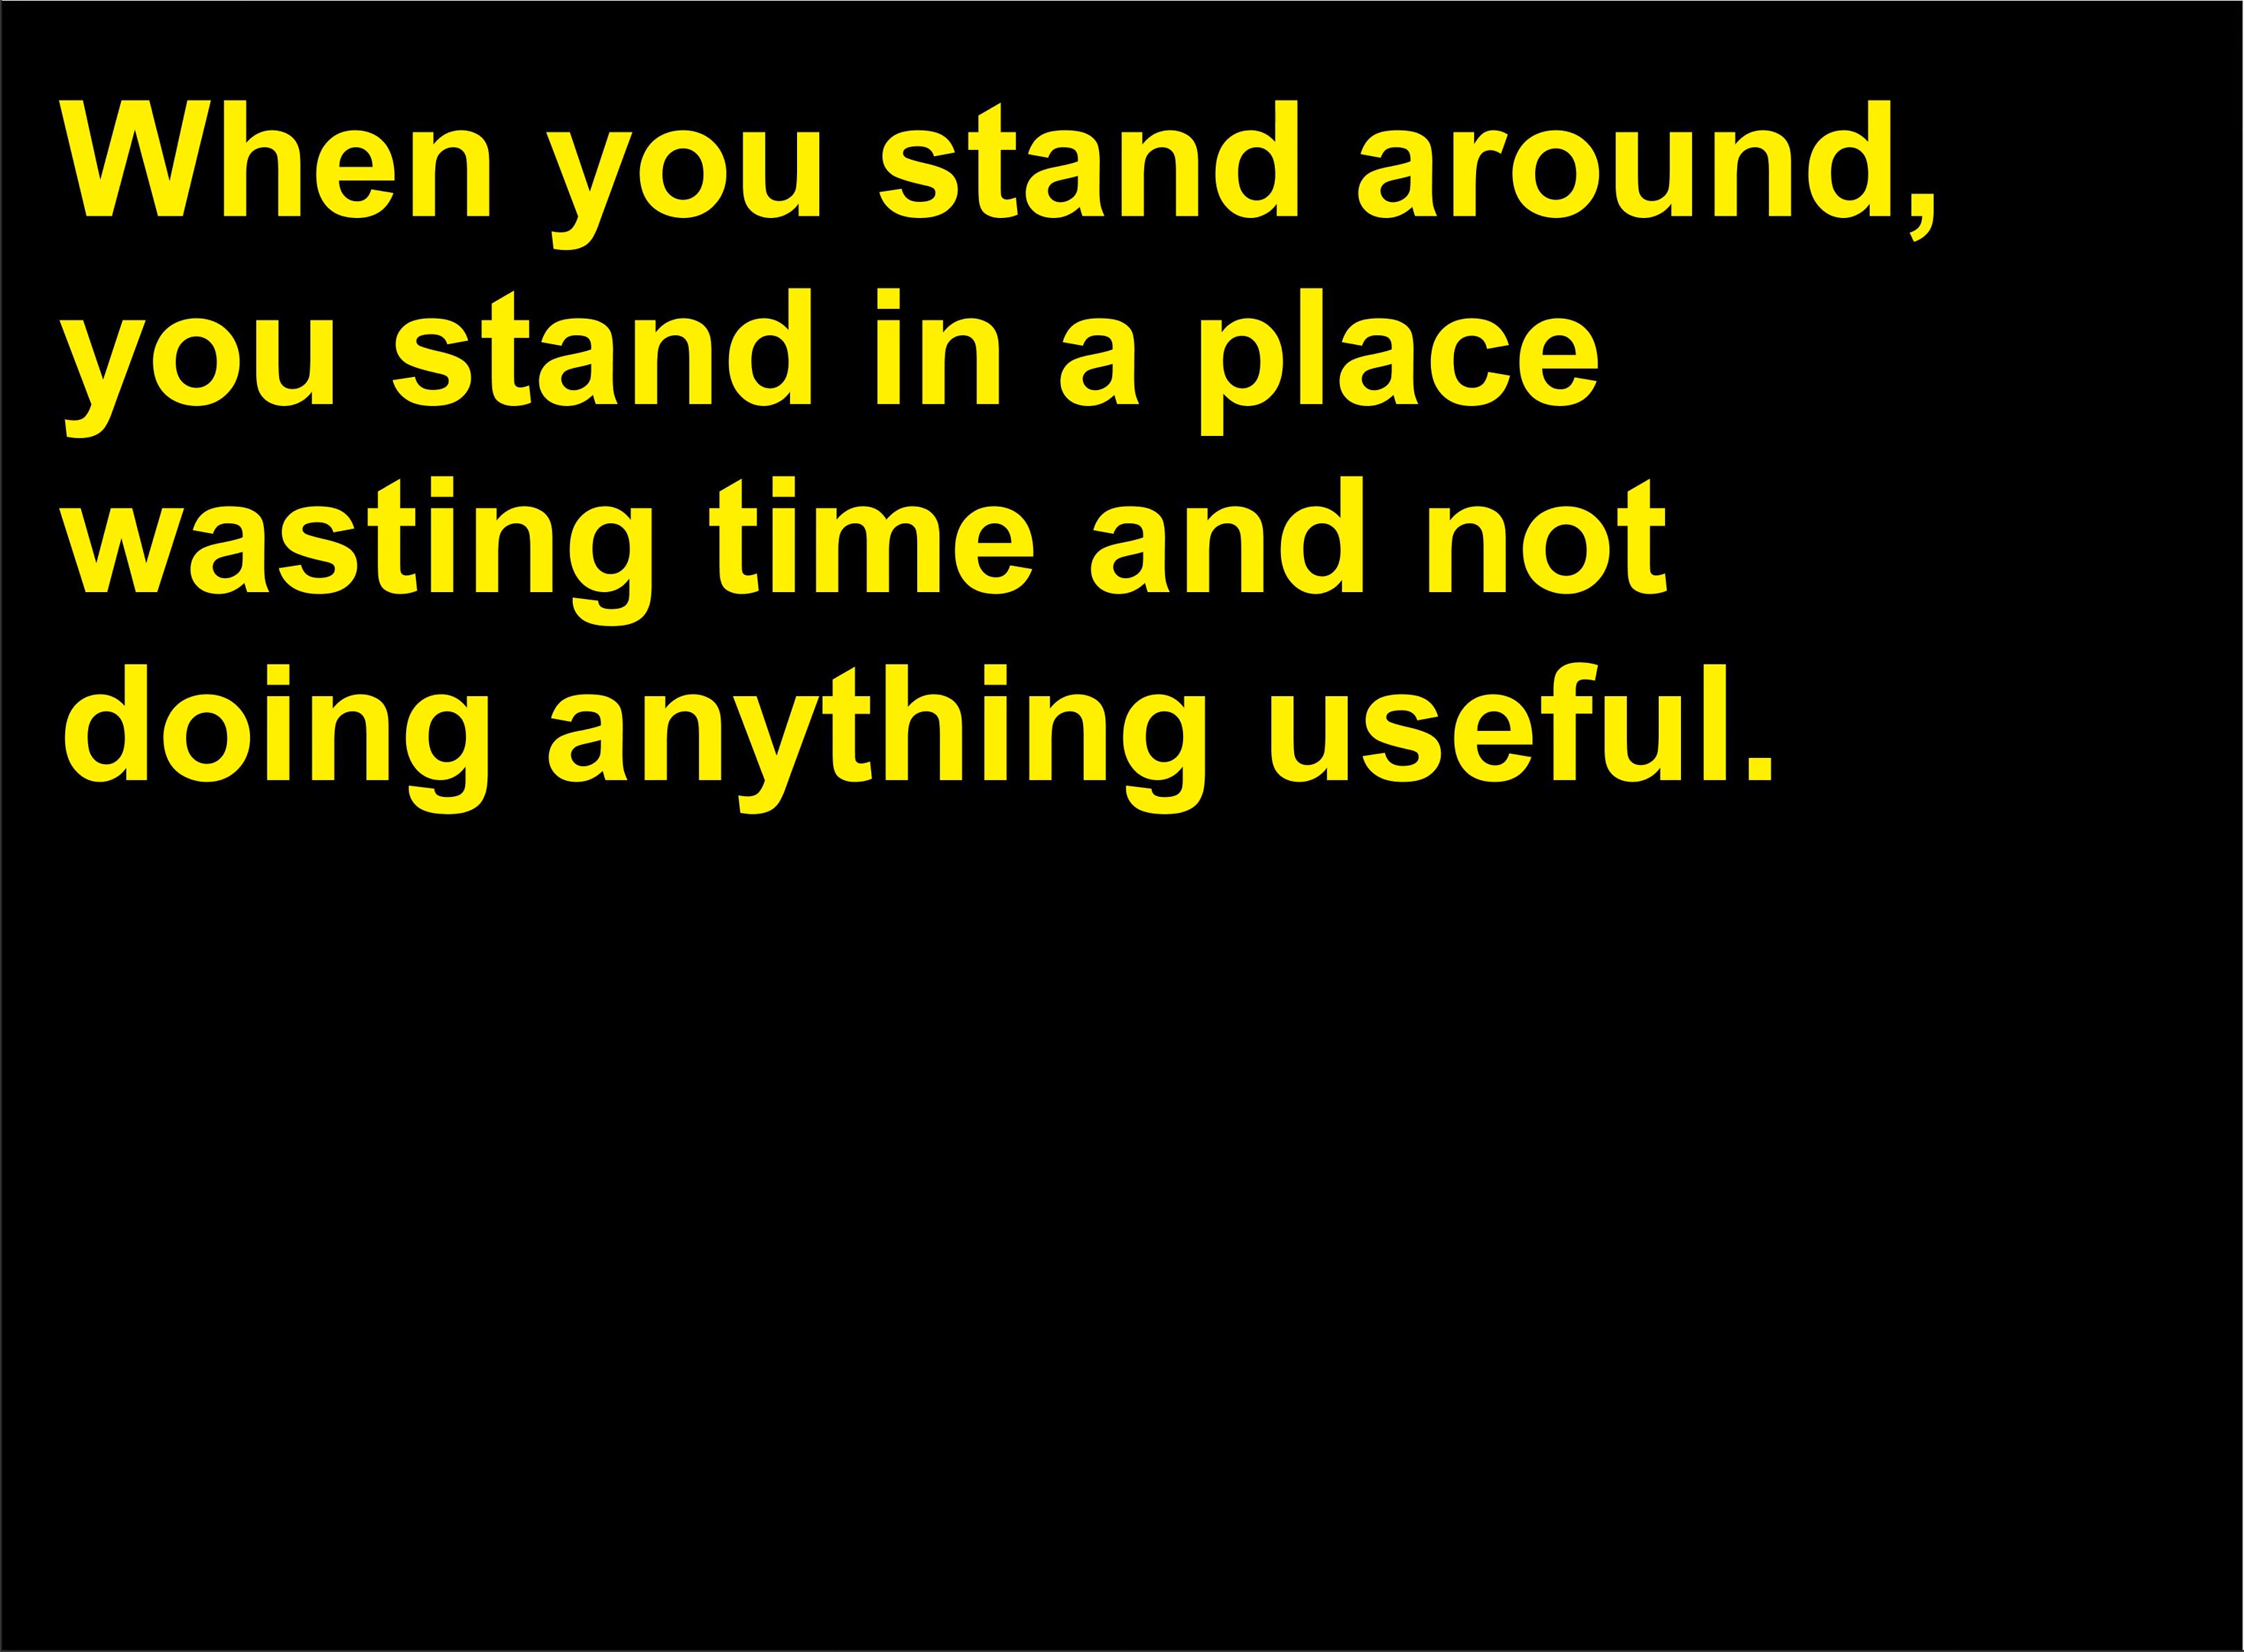 When you stand around,
you stand in a place
wasting time and not
doing anything useful.